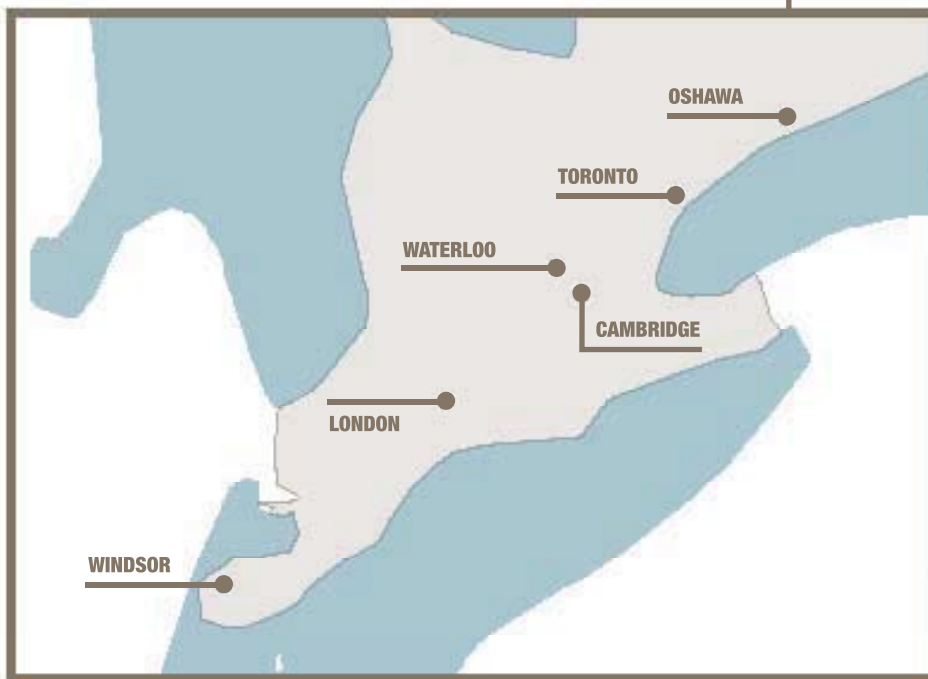 OSHAWA
TORONTO
WATERLOO
CAMBRIDGE
LONDON
WINDSOR